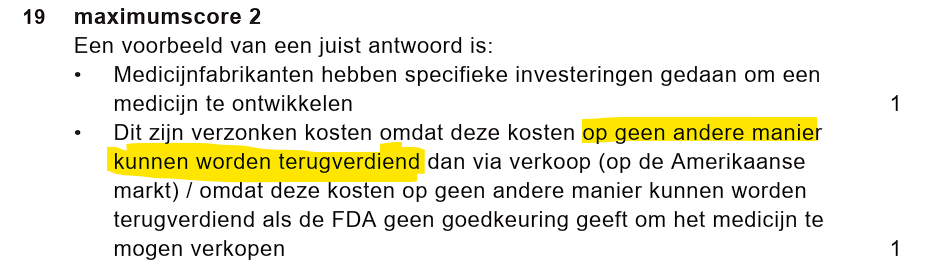 19 maximumscore 2
Een voorbeeld van een juist antwoord is:
• Medicijnfabrikanten hebben specifieke investeringen gedaan om een
medicijn te ontwikkelen 1
• Dit zijn verzonken kosten omdat deze kosten op geen andere manier
kunnen worden terugverdiend dan via verkoop (op de Amerikaanse
markt) / omdat deze kosten op geen andere manier kunnen worden
terugverdiend als de FDA geen goedkeuring geeft om het medicijn te
mogen verkopen 1